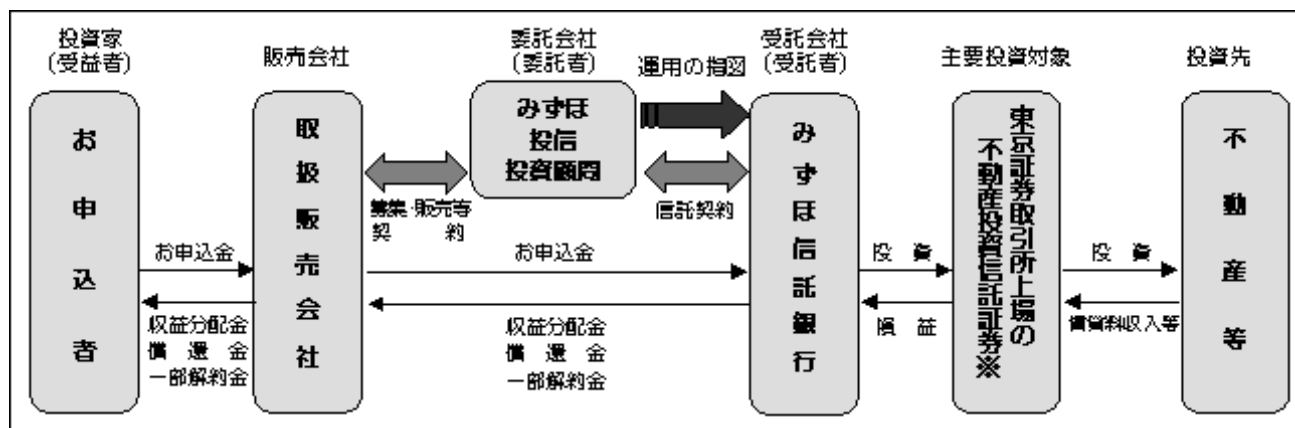 投資家
(受益者)
販売会社
委託会社
(委託者)
運用の指図
受託会社
(受託者)
主要投資対象
投資先
お申込者
取扱販売会社
みずほ
投信
投資顧問
みずほ信託銀行
東京証券取引所上場の
不動産投資信託証券※
不動産等
募集・販売等
契　約
信託契約
お申込金
お申込金
投　資
投　資
収益分配金
償　還　金
一部解約金
収益分配金
償　還　金
一部解約金
損　益
賃貸料収入等